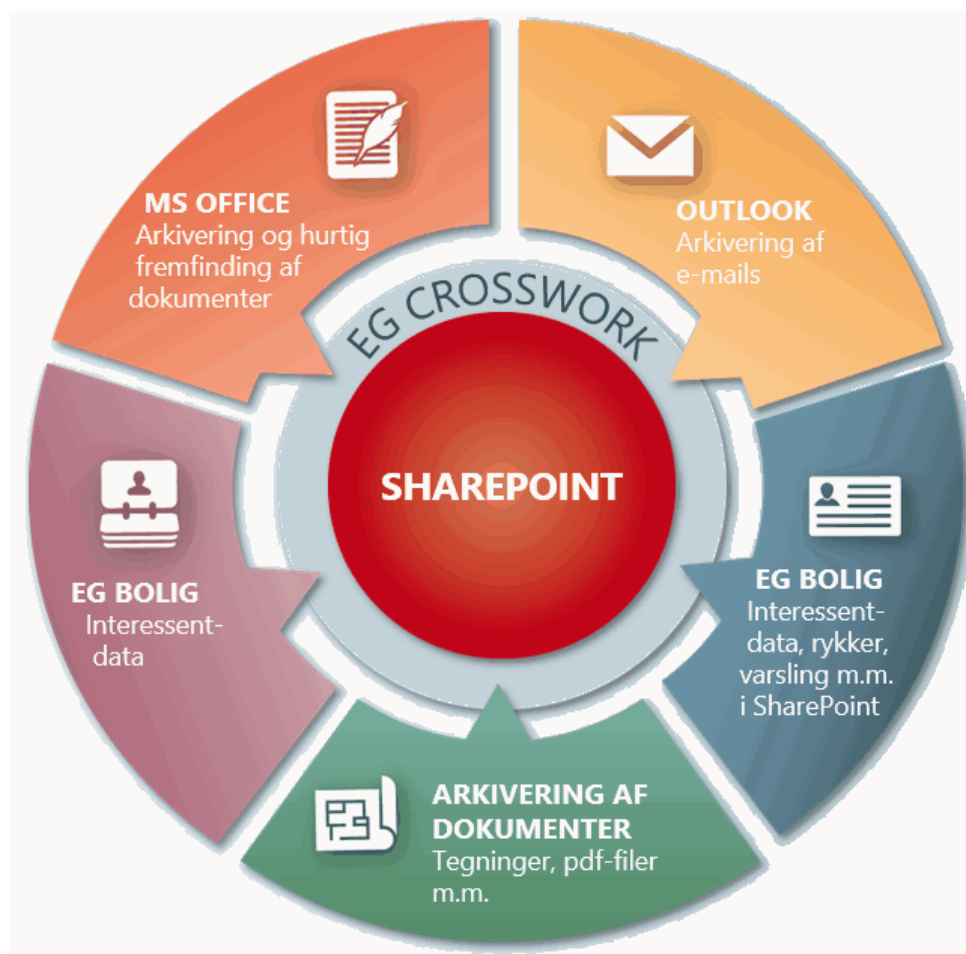 MS OFFICE
Arkivering og hurtig
fremfinding af
dokumenter
OUTLOOK
Arkivering af
e-mails
EG CROSSWORK
SHAREPOINT
EG BOLIG
Interessent-
data
EG BOLIG
Interessent-
data, rykker,
varsling m.m.
i SharePoint
ARKIVERING AF
DOKUMENTER
Tegninger, pdf-filer
m.m.